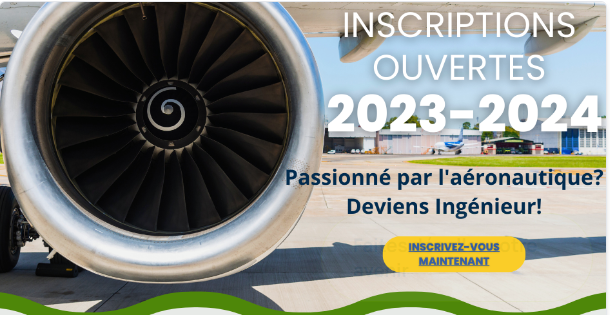 INSCRIPTIONS
OUVERTES
2023-2024
Passionné par l'aéronautique?
Deviens Ingénieur!
INSCRIVEZ-VOUS
MAINTENANT